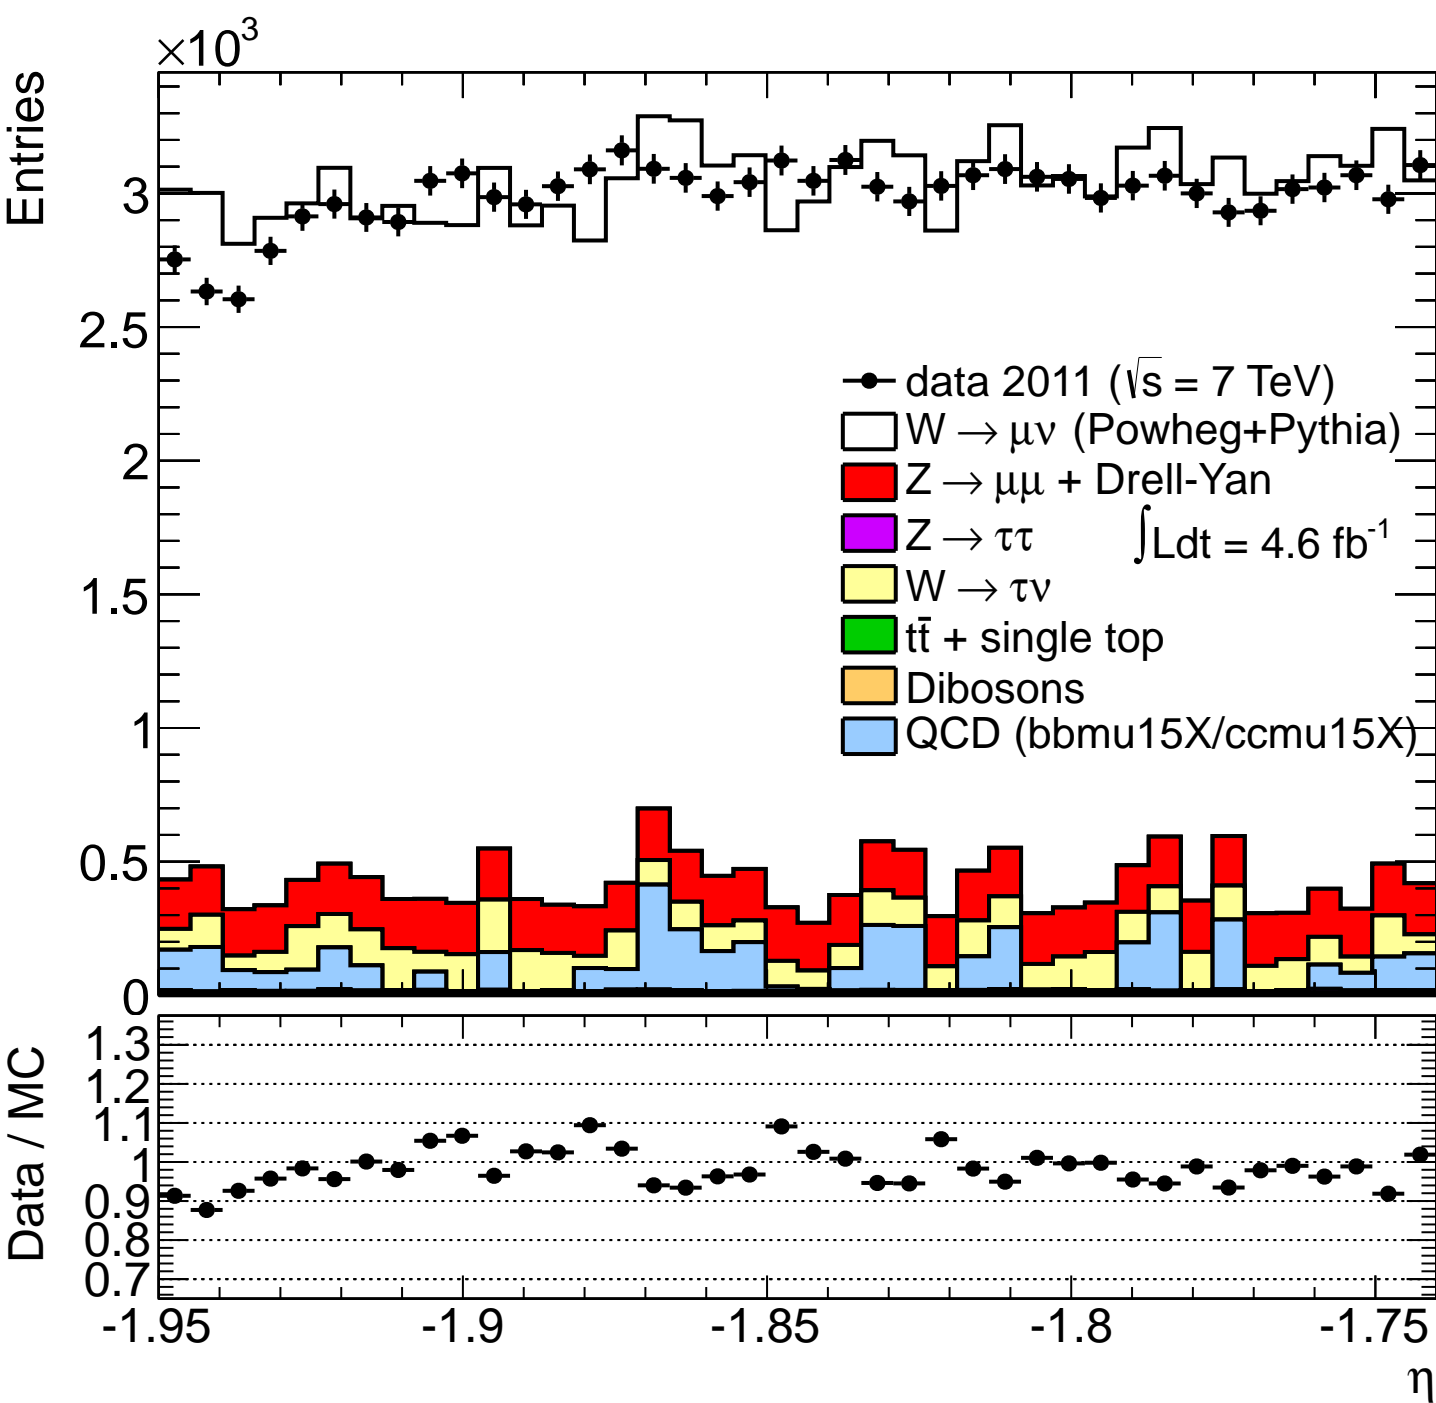 ×10³
Entries
3
2.5
2
1.5
1
0.5
0
data 2011 (√s = 7 TeV)
W → μν (Powheg+Pythia)
Z → μμ + Drell-Yan
Z → ττ
∫Ldt = 4.6 fb⁻¹
W → τν
tt̄ + single top
Dibosons
QCD (bbmu15X/ccmu15X)
Data / MC
1.3
1.2
1.1
1
0.9
0.8
0.7
-1.95 -1.9 -1.85 -1.8 -1.75
η